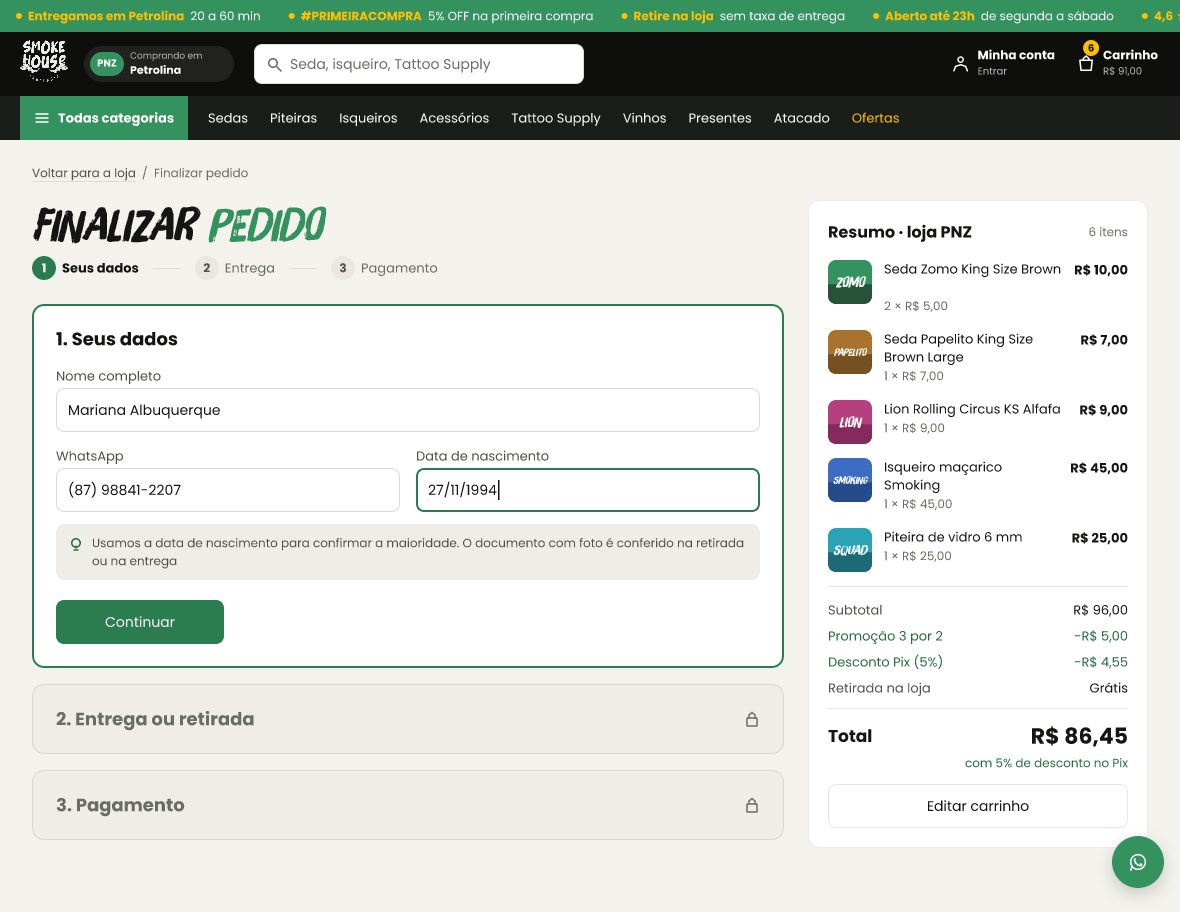 Entregamos em Petrolina 20 a 60 min
#PRIMEIRACOMPRA 5% OFF na primeira compra
Retire na loja sem taxa de entrega
Aberto até 23h de segunda a sábado
4,6
SMOKE
HOUSE
PNZ
Comprando em
Petrolina
Seda, isqueiro, Tattoo Supply
Minha conta
Entrar
6
Carrinho
R$ 91,00
Todas categorias
Sedas
Piteiras
Isqueiros
Acessórios
Tattoo Supply
Vinhos
Presentes
Atacado
Ofertas
Voltar para a loja / Finalizar pedido
FINALIZAR PEDIDO
1 Seus dados
2 Entrega
3 Pagamento
1. Seus dados
Nome completo
Mariana Albuquerque
WhatsApp
(87) 98841-2207
Data de nascimento
27/11/1994
Usamos a data de nascimento para confirmar a maioridade. O documento com foto é conferido na retirada
ou na entrega
Continuar
2. Entrega ou retirada
3. Pagamento
Resumo · loja PNZ
6 itens
ZOMO
Seda Zomo King Size Brown
R$ 10,00
2 × R$ 5,00
PAPELITO
Seda Papelito King Size
Brown Large
R$ 7,00
1 × R$ 7,00
LION
Lion Rolling Circus KS Alfafa
R$ 9,00
1 × R$ 9,00
SMOKING
Isqueiro maçarico
Smoking
R$ 45,00
1 × R$ 45,00
SQUAD
Piteira de vidro 6 mm
R$ 25,00
1 × R$ 25,00
Subtotal
R$ 96,00
Promoção 3 por 2
-R$ 5,00
Desconto Pix (5%)
-R$ 4,55
Retirada na loja
Grátis
Total
R$ 86,45
com 5% de desconto no Pix
Editar carrinho